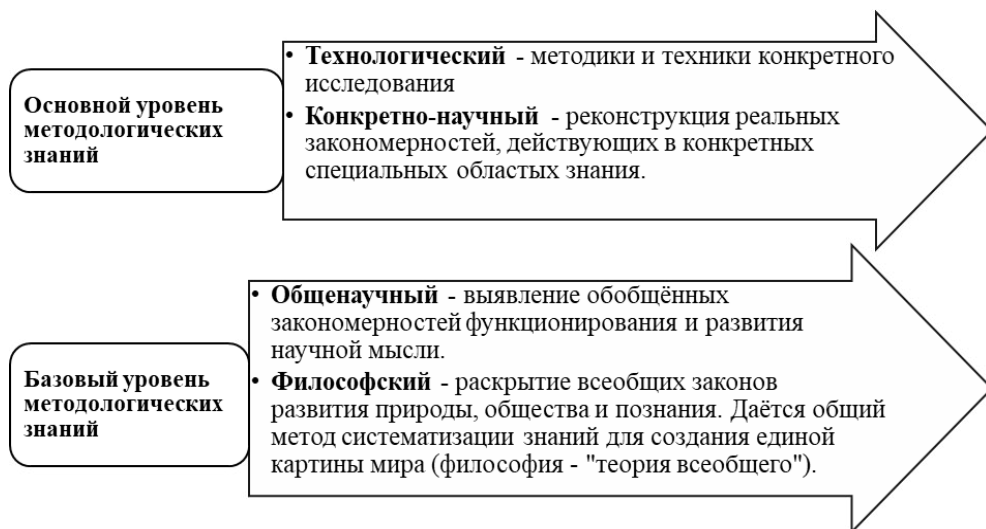 Основной уровень
методологических
знаний
• Технологический - методики и техники конкретного
исследования
• Конкретно-научный - реконструкция реальных
закономерностей, действующих в конкретных
специальных областых знания.
Базовый уровень
методологических
знаний
• Общенаучный - выявление обобщённых
закономерностей функционирования и развития
научной мысли.
• Философский - раскрытие всеобщих законов
развития природы, общества и познания. Даётся общий
метод систематизации знаний для создания единой
картины мира (философия - "теория всеобщего").